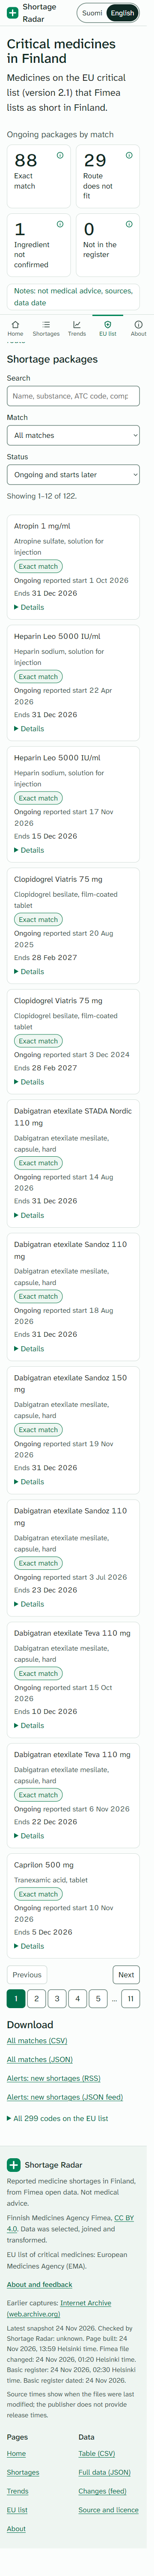 Shortage
Radar
Suomi
English
Critical medicines
in Finland
Medicines on the EU critical
list (version 2.1) that Fimea
lists as short in Finland.
Ongoing packages by match
88
Exact
match
29
Route
does not
fit
1
Ingredient
not
confirmed
0
Not in the
register
Notes: not medical advice, sources,
data date
Home
Shortages
Trends
EU list
About
Shortage packages
Search
Name, substance, ATC code, comp
Match
All matches
Status
Ongoing and starts later
Showing 1–12 of 122.
Atropin 1 mg/ml
Atropine sulfate, solution for
injection
Exact match
Ongoing reported start 1 Oct 2026
Ends 31 Dec 2026
Details
Heparin Leo 5000 IU/ml
Heparin sodium, solution for
injection
Exact match
Ongoing reported start 22 Apr
2026
Ends 31 Dec 2026
Details
Heparin Leo 5000 IU/ml
Heparin sodium, solution for
injection
Exact match
Ongoing reported start 17 Nov
2026
Ends 15 Dec 2026
Details
Clopidogrel Viatris 75 mg
Clopidogrel besilate, film-coated
tablet
Exact match
Ongoing reported start 20 Aug
2025
Ends 28 Feb 2027
Details
Clopidogrel Viatris 75 mg
Clopidogrel besilate, film-coated
tablet
Exact match
Ongoing reported start 3 Dec 2024
Ends 28 Feb 2027
Details
Dabigatran etexilate STADA Nordic
110 mg
Dabigatran etexilate mesilate,
capsule, hard
Exact match
Ongoing reported start 14 Aug
2026
Ends 31 Dec 2026
Details
Dabigatran etexilate Sandoz 110
mg
Dabigatran etexilate mesilate,
capsule, hard
Exact match
Ongoing reported start 18 Aug
2026
Ends 31 Dec 2026
Details
Dabigatran etexilate Sandoz 150
mg
Dabigatran etexilate mesilate,
capsule, hard
Exact match
Ongoing reported start 19 Nov
2026
Ends 31 Dec 2026
Details
Dabigatran etexilate Sandoz 110
mg
Dabigatran etexilate mesilate,
capsule, hard
Exact match
Ongoing reported start 3 Jul 2026
Ends 23 Dec 2026
Details
Dabigatran etexilate Teva 110 mg
Dabigatran etexilate mesilate,
capsule, hard
Exact match
Ongoing reported start 15 Oct
2026
Ends 10 Dec 2026
Details
Dabigatran etexilate Teva 110 mg
Dabigatran etexilate mesilate,
capsule, hard
Exact match
Ongoing reported start 6 Nov 2026
Ends 22 Dec 2026
Details
Caprilon 500 mg
Tranexamic acid, tablet
Exact match
Ongoing reported start 10 Nov
2026
Ends 5 Dec 2026
Details
Previous
Next
1 2 3 4 5 … 11
Download
All matches (CSV)
All matches (JSON)
Alerts: new shortages (RSS)
Alerts: new shortages (JSON feed)
All 299 codes on the EU list
Shortage Radar
Reported medicine shortages in Finland,
from Fimea open data. Not medical
advice.
Finnish Medicines Agency Fimea, CC BY
4.0. Data was selected, joined and
transformed.
EU list of critical medicines: European
Medicines Agency (EMA).
About and feedback
Earlier captures: Internet Archive
(web.archive.org)
Latest snapshot 24 Nov 2026. Checked by
Shortage Radar: unknown. Page built: 24
Nov 2026, 13:59 Helsinki time. Fimea file
changed: 24 Nov 2026, 01:20 Helsinki time.
Basic register: 24 Nov 2026, 02:30 Helsinki
time. Basic register dated: 24 Nov 2026.
Source times show when the files were last
modified; the publisher does not provide
release times.
Pages
Home
Shortages
Trends
EU list
About
Data
Table (CSV)
Full data (JSON)
Changes (feed)
Source and licence